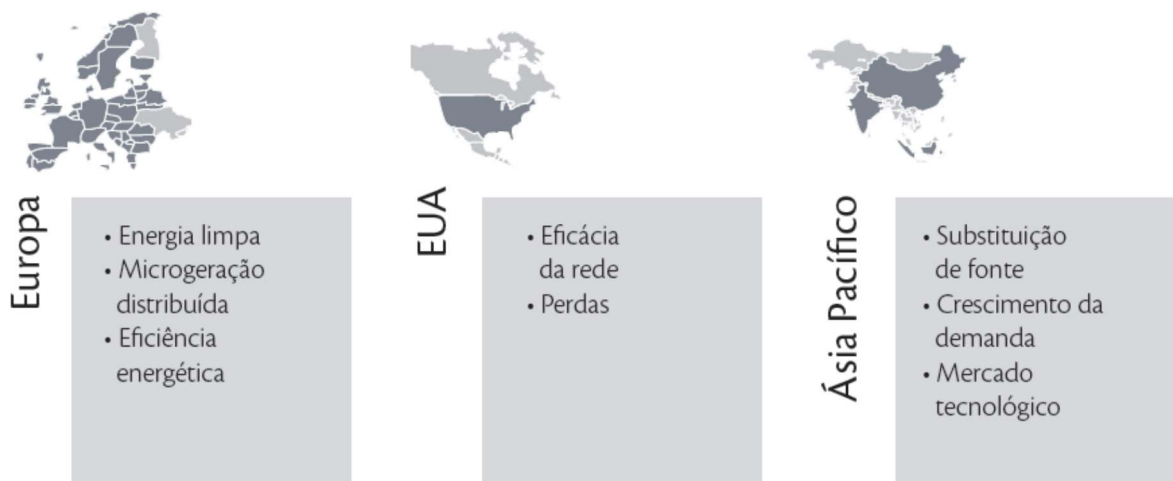 Europa
• Energia limpa
• Microgeração
distribuída
• Eficiência
energética
EUA
• Eficácia
da rede
• Perdas
Ásia Pacífico
• Substituição
de fonte
• Crescimento da
demanda
• Mercado
tecnológico